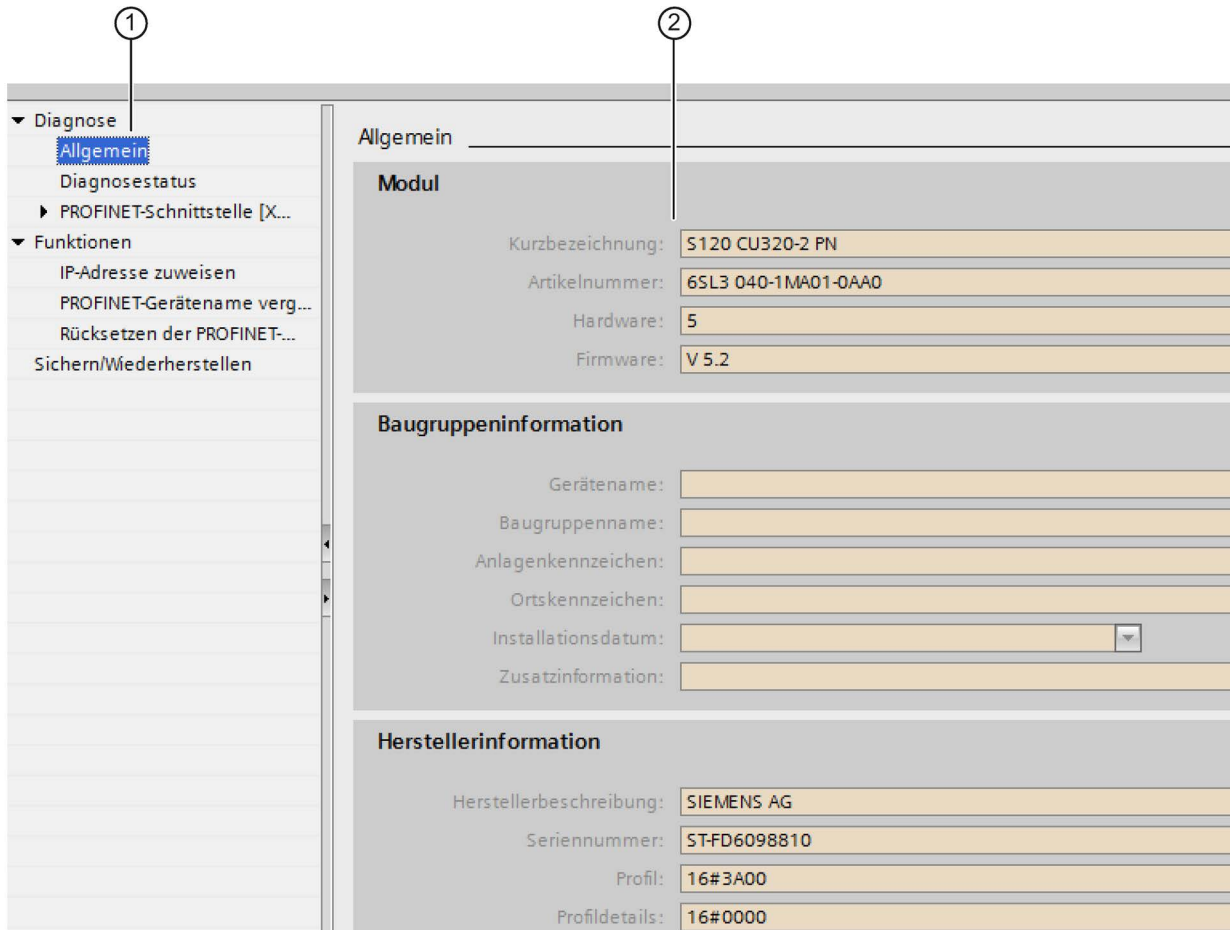 1
2
Diagnose
Allgemein
Diagnosestatus
PROFINET-Schnittstelle [X...
Funktionen
IP-Adresse zuweisen
PROFINET-Gerätename verg...
Rücksetzen der PROFINET-...
Sichern/Wiederherstellen
Allgemein
Modul
Kurzbezeichnung: S120 CU320-2 PN
Artikelnummer: 6SL3 040-1MA01-0AA0
Hardware: 5
Firmware: V 5.2
Baugruppeninformation
Gerätename:
Baugruppenname:
Anlagenkennzeichen:
Ortskennzeichen:
Installationsdatum:
Zusatzinformation:
Herstellerinformation
Herstellerbeschreibung: SIEMENS AG
Seriennummer: ST-FD6098810
Profil: 16#3A00
Profildetails: 16#0000